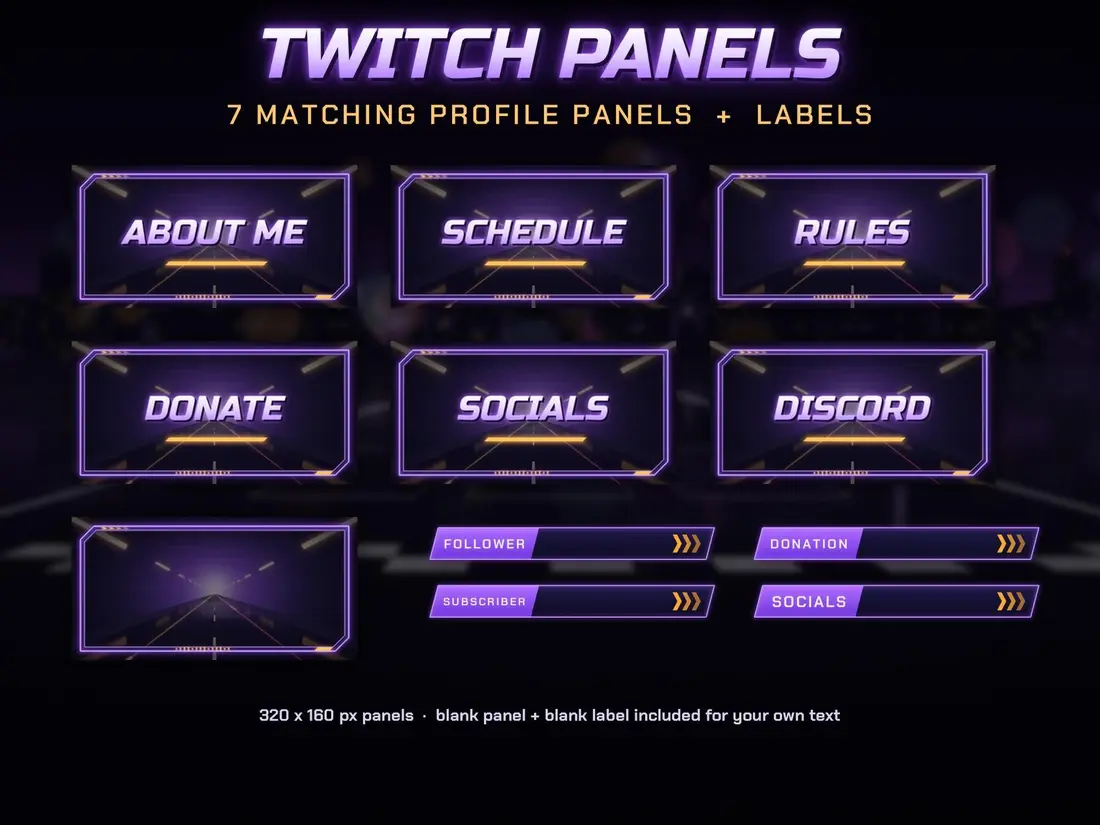 TWITCH PANELS
7 MATCHING PROFILE PANELS + LABELS
ABOUT ME
SCHEDULE
RULES
DONATE
SOCIALS
DISCORD
FOLLOWER
DONATION
SUBSCRIBER
SOCIALS
320 x 160 px panels · blank panel + blank label included for your own text